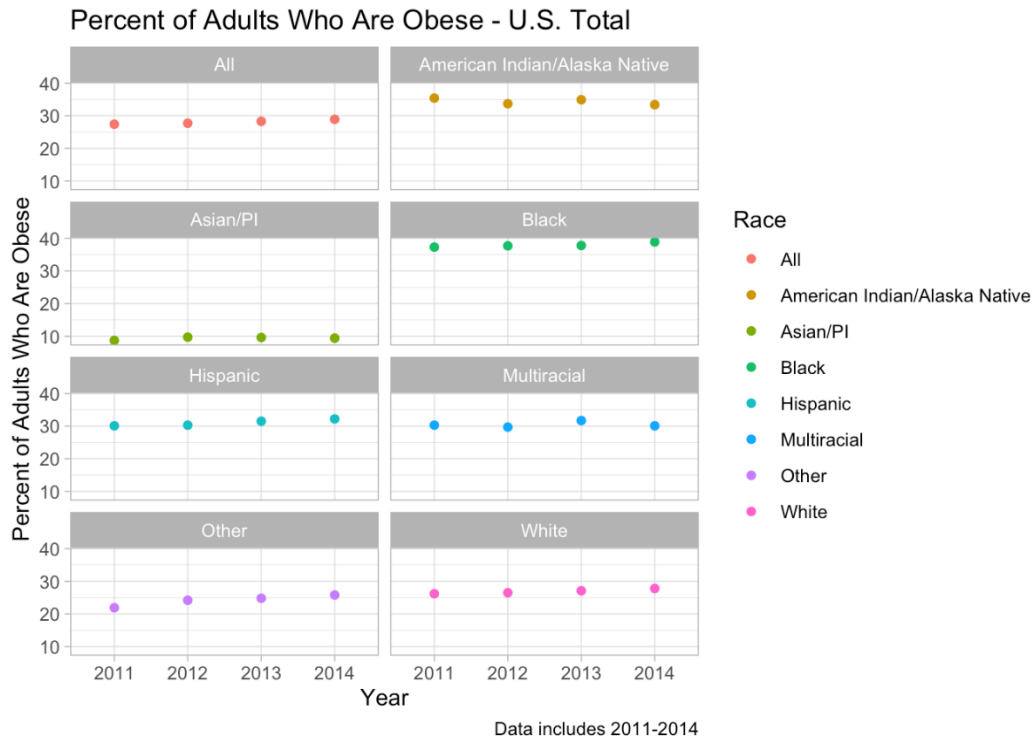 Percent of Adults Who Are Obese - U.S. Total
All
American Indian/Alaska Native
40
30
20
10
Asian/PI
Black
40
30
20
10
Hispanic
Multiracial
40
30
20
10
Other
White
40
30
20
10
2011 2012 2013 2014
2011 2012 2013 2014
Percent of Adults Who Are Obese
Year
Data includes 2011-2014
Race
All
American Indian/Alaska Native
Asian/PI
Black
Hispanic
Multiracial
Other
White